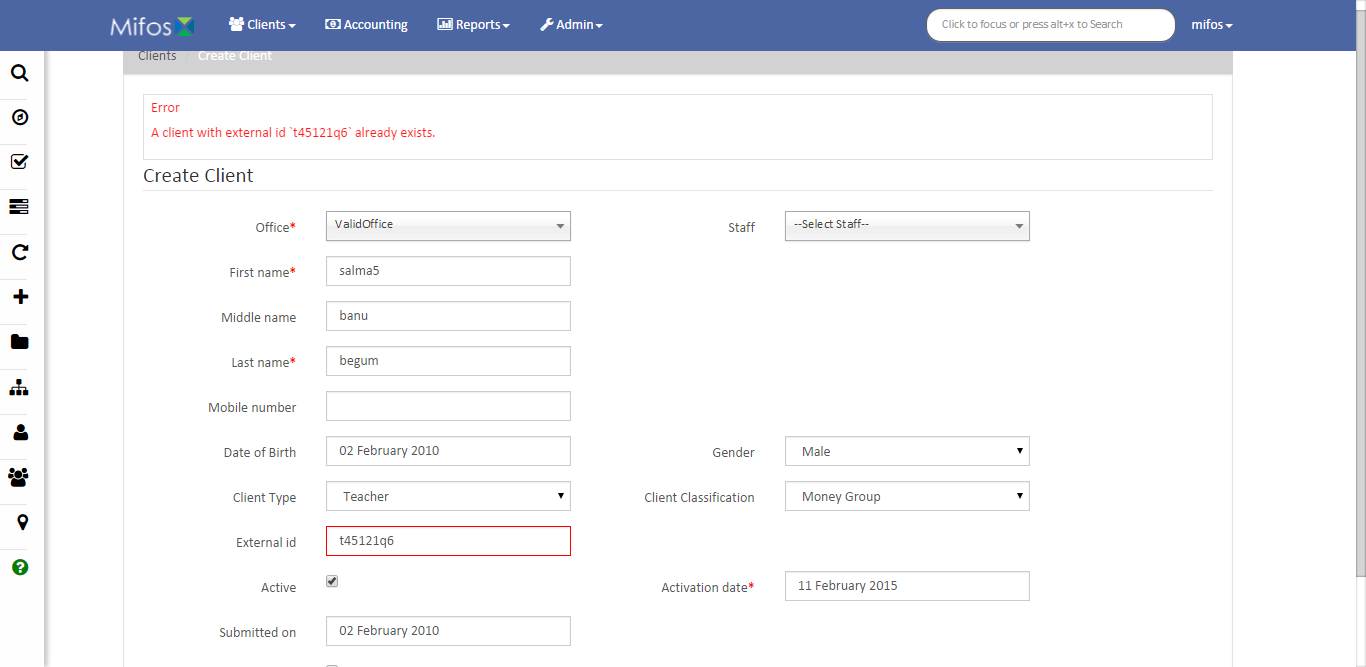 Mifos Clients Accounting Reports Admin Click to focus or press alt+x to Search mifos
Clients / Create Client
Error
A client with external id `t45121q6` already exists.
Create Client
Office* ValidOffice Staff --Select Staff--
First name* salma5
Middle name banu
Last name* begum
Mobile number
Date of Birth 02 February 2010 Gender Male
Client Type Teacher Client Classification Money Group
External id t45121q6
Active Activation date* 11 February 2015
Submitted on 02 February 2010